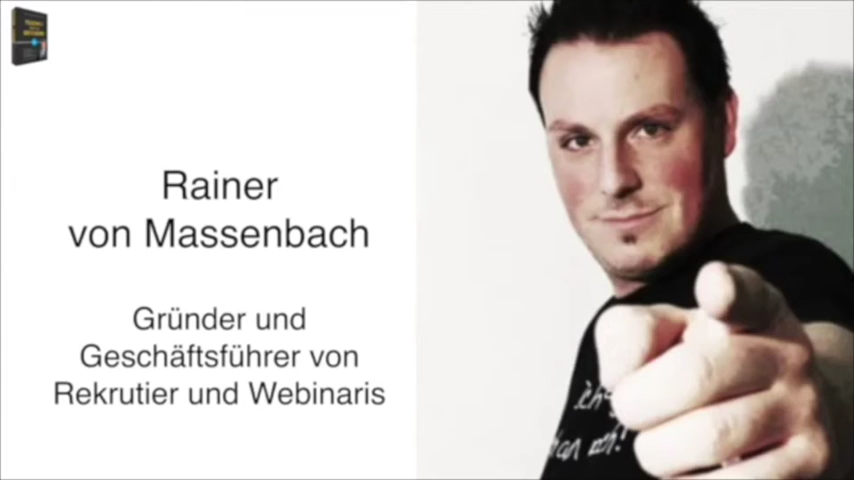 Rainer
von Massenbach
Gründer und
Geschäftsführer von
Rekrutier und Webinaris